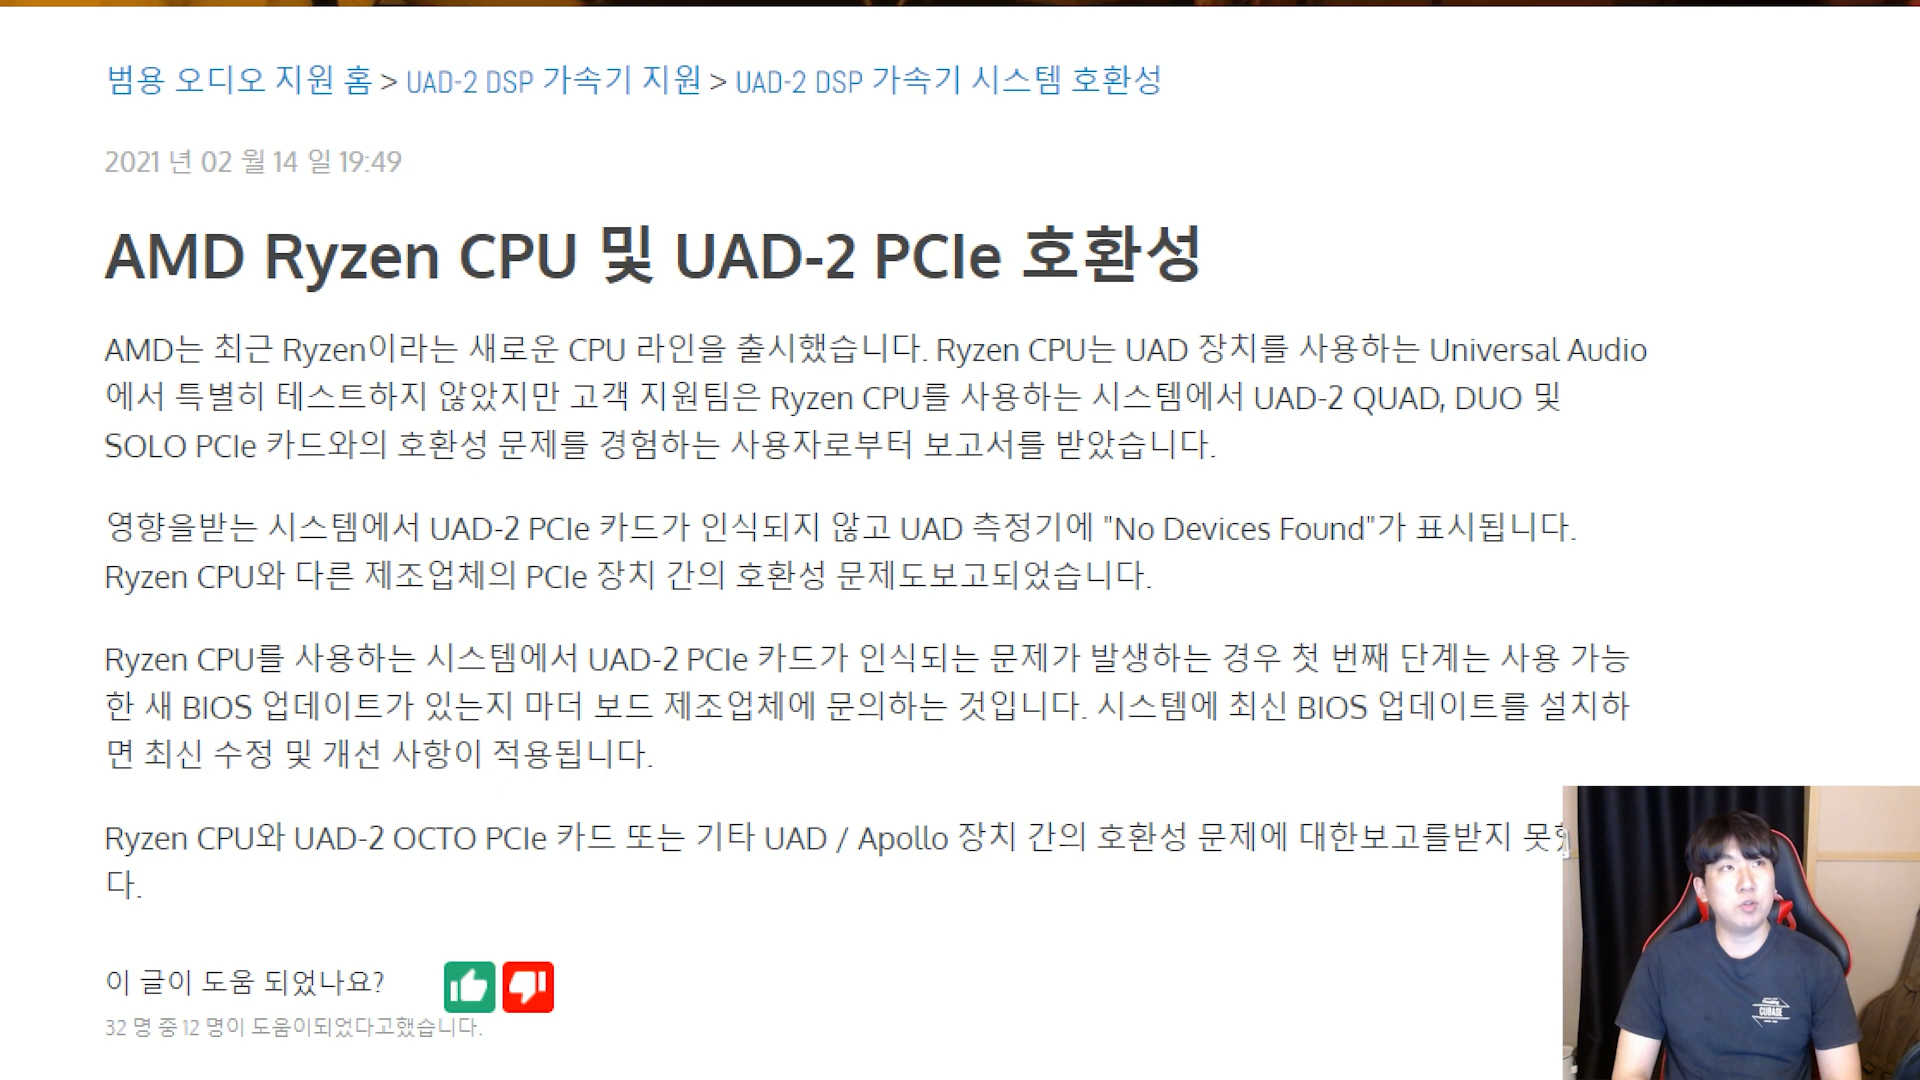 범용 오디오 지원 홈 > UAD-2 DSP 가속기 지원 > UAD-2 DSP 가속기 시스템 호환성
2021 년 02 월 14 일 19:49
AMD Ryzen CPU 및 UAD-2 PCIe 호환성
AMD는 최근 Ryzen이라는 새로운 CPU 라인을 출시했습니다. Ryzen CPU는 UAD 장치를 사용하는 Universal Audio
에서 특별히 테스트하지 않았지만 고객 지원팀은 Ryzen CPU를 사용하는 시스템에서 UAD-2 QUAD, DUO 및
SOLO PCIe 카드와의 호환성 문제를 경험하는 사용자로부터 보고서를 받았습니다.
영향을받는 시스템에서 UAD-2 PCIe 카드가 인식되지 않고 UAD 측정기에 "No Devices Found"가 표시됩니다.
Ryzen CPU와 다른 제조업체의 PCIe 장치 간의 호환성 문제도보고되었습니다.
Ryzen CPU를 사용하는 시스템에서 UAD-2 PCIe 카드가 인식되는 문제가 발생하는 경우 첫 번째 단계는 사용 가능
한 새 BIOS 업데이트가 있는지 마더 보드 제조업체에 문의하는 것입니다. 시스템에 최신 BIOS 업데이트를 설치하
면 최신 수정 및 개선 사항이 적용됩니다.
Ryzen CPU와 UAD-2 OCTO PCIe 카드 또는 기타 UAD / Apollo 장치 간의 호환성 문제에 대한보고를받지
다.
이 글이 도움 되었나요?
32 명 중 12 명이 도움이되었다고했습니다.
CUBASE